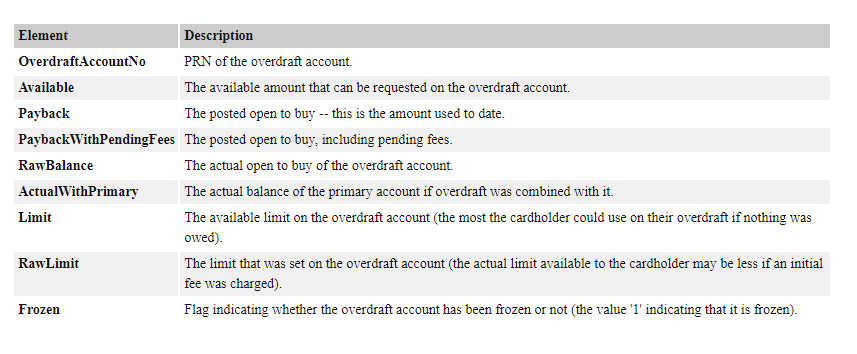 Element Description
OverdraftAccountNo PRN of the overdraft account.
Available The available amount that can be requested on the overdraft account.
Payback The posted open to buy -- this is the amount used to date.
PaybackWithPendingFees The posted open to buy, including pending fees.
RawBalance The actual open to buy of the overdraft account.
ActualWithPrimary The actual balance of the primary account if overdraft was combined with it.
Limit The available limit on the overdraft account (the most the cardholder could use on their overdraft if nothing was
owed).
RawLimit The limit that was set on the overdraft account (the actual limit available to the cardholder may be less if an initial
fee was charged).
Frozen Flag indicating whether the overdraft account has been frozen or not (the value '1' indicating that it is frozen).